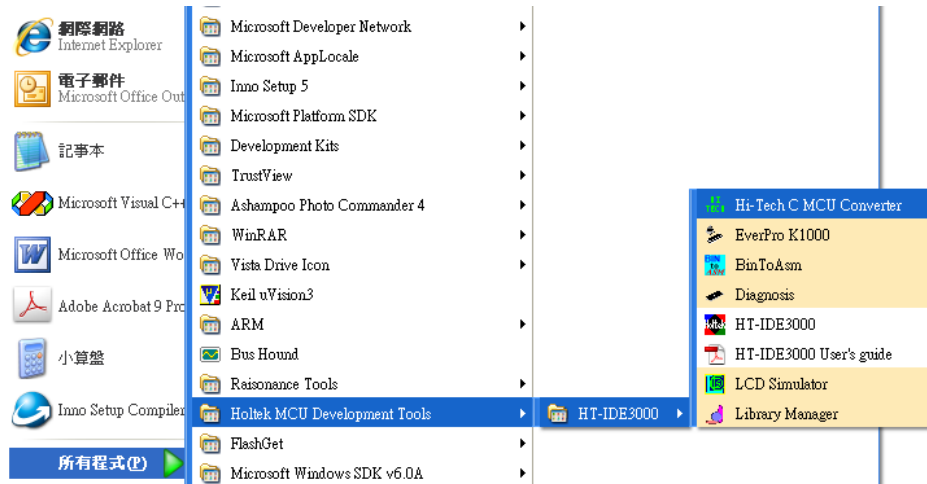 網際網路
Internet Explorer
電子郵件
Microsoft Office Out
記事本
Microsoft Visual C++
Microsoft Office Wo
Adobe Acrobat 9 Pro
小算盤
Inno Setup Compiler
所有程式(P)
Microsoft Developer Network
Microsoft AppLocale
Inno Setup 5
Microsoft Platform SDK
Development Kits
TrustView
Ashampoo Photo Commander 4
WinRAR
Vista Drive Icon
Keil uVision3
ARM
Bus Hound
Raisonance Tools
Holtek MCU Development Tools
FlashGet
Microsoft Windows SDK v6.0A
HT-IDE3000
Hi-Tech C MCU Converter
EverPro K1000
BinToAsm
Diagnosis
HT-IDE3000
HT-IDE3000 User's guide
LCD Simulator
Library Manager